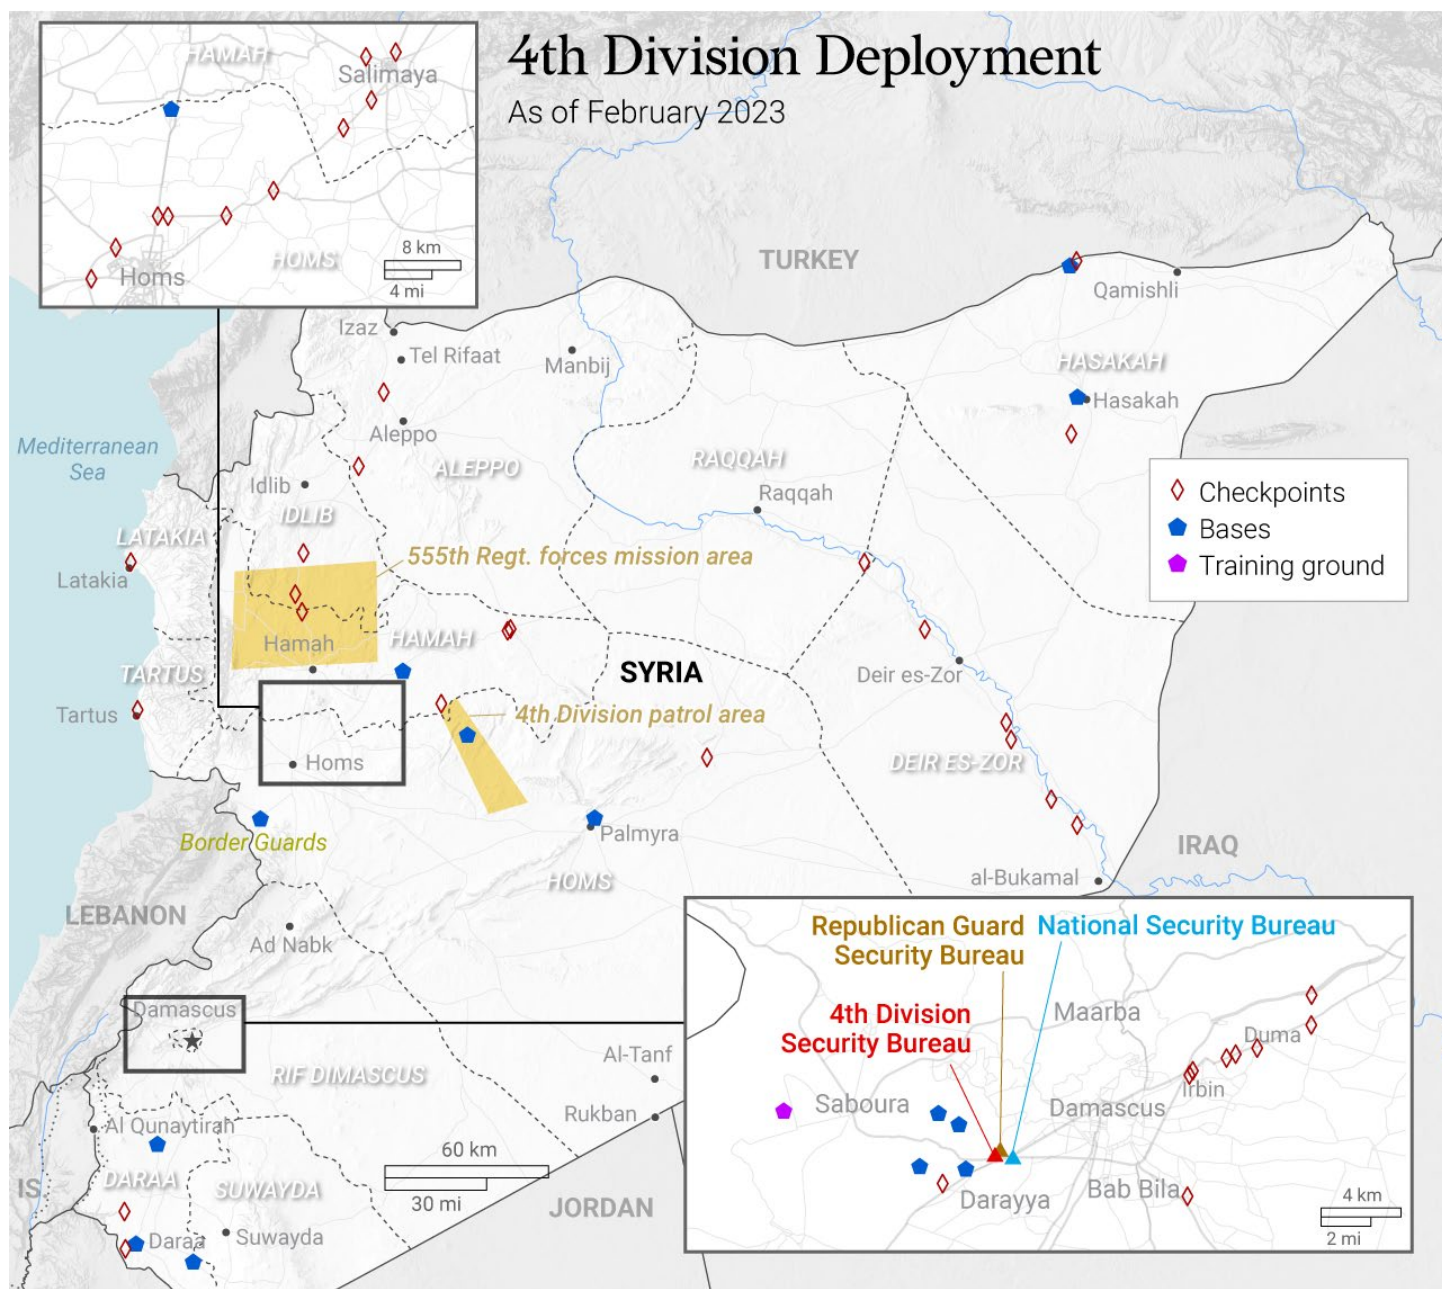 4th Division Deployment
As of February 2023
HAMAH
Salimaya
HOMS
8 km
4 mi
Homs
TURKEY
Qamishli
Izaz
Tel Rifaat
Manbij
HASAKAH
Hasakah
Aleppo
Mediterranean
Sea
ALEPPO
RAQQAH
Idlib
Raqqah
IDLIB
Checkpoints
Bases
Training ground
LATAKIA
555th Regt. forces mission area
Latakia
Hamah
HAMAH
SYRIA
TARTUS
Deir es-Zor
Tartus
4th Division patrol area
Homs
DEIR ES-ZOR
Border Guards
Palmyra
IRAQ
HOMS
al-Bukamal
LEBANON
Ad Nabk
Damascus
Al-Tanf
RIF DIMASCUS
Rukban
Al Qunaytirah
60 km
30 mi
DARAA
SUWAYDA
IS.
JORDAN
Daraa
Suwayda
Republican Guard
Security Bureau
National Security Bureau
4th Division
Security Bureau
Maarba
Duma
Irbin
Saboura
Damascus
Darayya
Bab Bila
4 km
2 mi